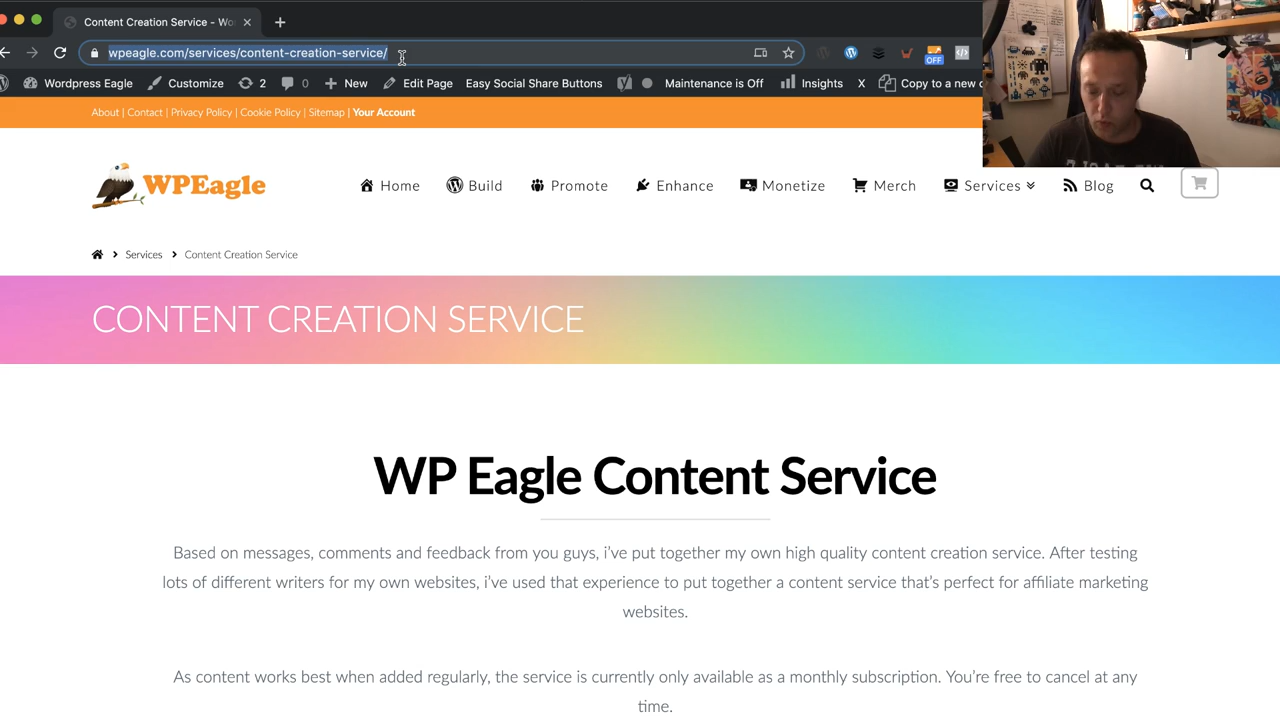 Content Creation Service - Wo
wpeagle.com/services/content-creation-service/
OFF
Wordpress Eagle Customize 2 0 New Edit Page Easy Social Share Buttons Maintenance is Off Insights X Copy to a new d
About | Contact | Privacy Policy | Cookie Policy | Sitemap | Your Account
WPEagle
Home Build Promote Enhance Monetize Merch Services Blog
Services Content Creation Service
CONTENT CREATION SERVICE
WP Eagle Content Service
Based on messages, comments and feedback from you guys, i've put together my own high quality content creation service. After testing
lots of different writers for my own websites, i've used that experience to put together a content service that's perfect for affiliate marketing
websites.
As content works best when added regularly, the service is currently only available as a monthly subscription. You're free to cancel at any
time.